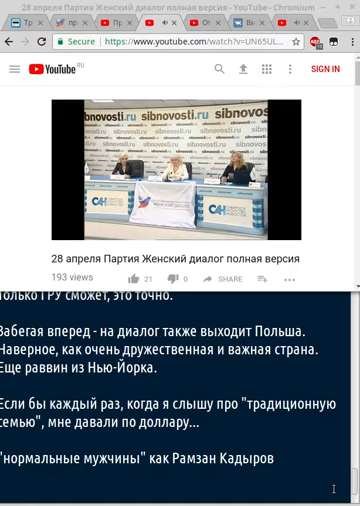 28 апреля Партия Женский диалог полная версия - YouTube - Chromium
Secure https://www.youtube.com/watch?v=UN65UL...
YouTube RU
SIGN IN
sibnovosti.ru sibnovosti.ru
28 апреля Партия Женский диалог полная версия
193 views
21 0 SHARE
только ГРУ сможет, это точно.
Забегая вперед - на диалог также выходит Польша.
Наверное, как очень дружественная и важная страна.
Еще раввин из Нью-Йорка.
Если бы каждый раз, когда я слышу про "традиционную
семью", мне давали по доллару...
"нормальные мужчины" как Рамзан Кадыров